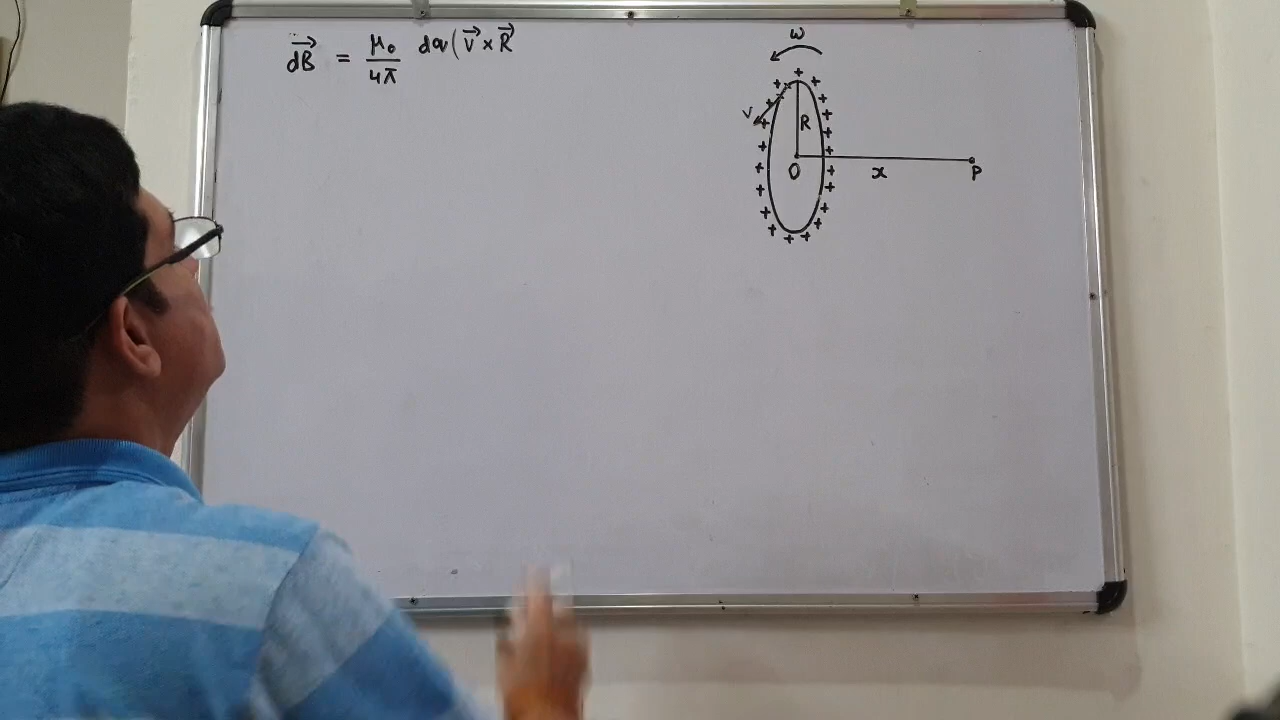 dB⃗ = μ₀/4π dq(v⃗ × R⃗
ω
+ + + + + + + + + + + + + + + + + + + + + +
v
R
O
x
P